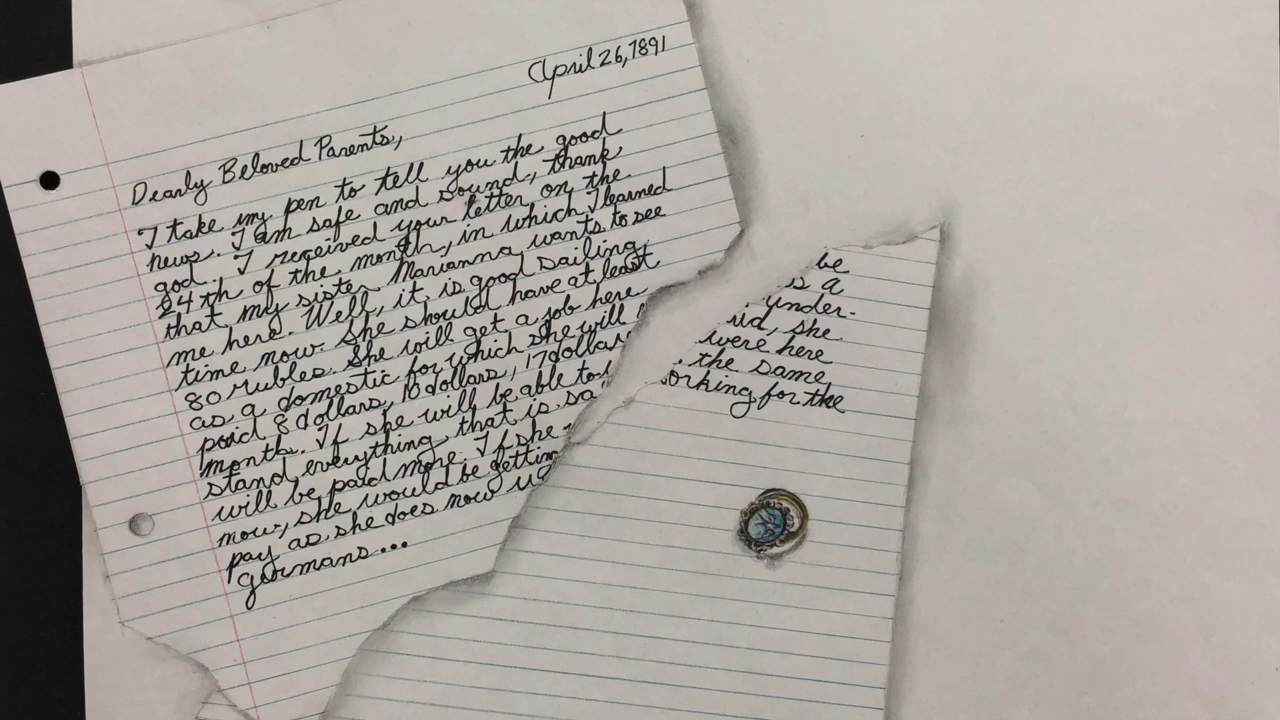 April 26, 1891
Dearly Beloved Parents,
I take my pen to tell you the good
news. I am safe and sound, thank
god. I received your letter on the
24th of the month, in which I learned
that my sister Marianna wants to see
me here. Well, it is good sailing
time now. She should have at least
80 rubles. She will get a job here
as a domestic for which she will
paid 8 dollars, 10 dollars, 17 dollars
month. If she will be able to
stand everything that is sa
will be paid more. If she
now, she would be getting
pay as she does now
germans...
be
s a
under-
id, she
were here
the same
orking for the